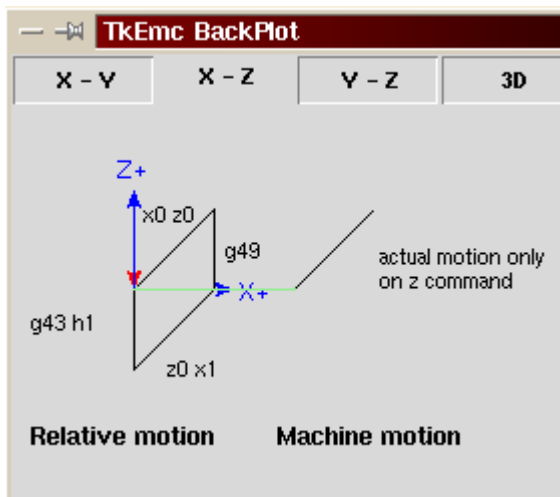 TkEmc BackPlot
X - Y X - Z Y - Z 3D
Z+
x0 z0
g49
actual motion only
on z command
X+
g43 h1
z0 x1
Relative motion Machine motion